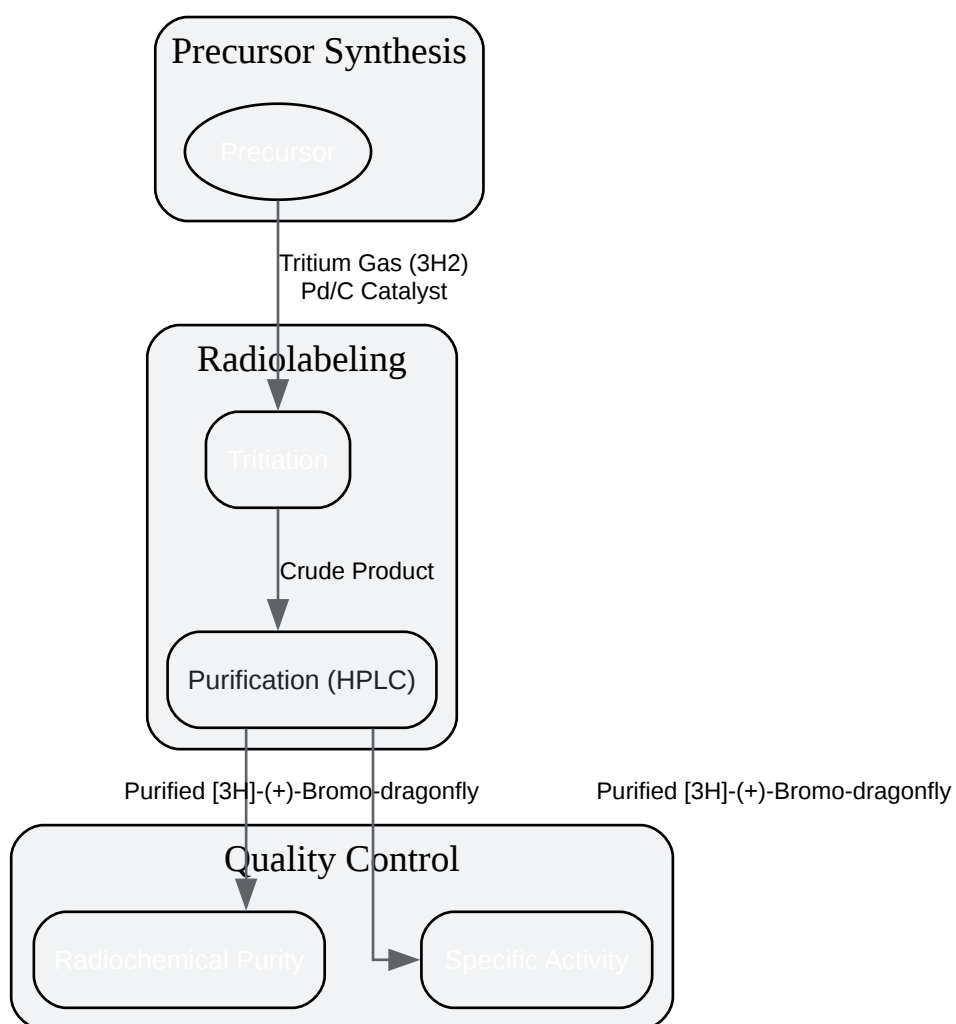 Precursor Synthesis
Precursor
Tritium Gas (3H2)
Pd/C Catalyst
Radiolabeling
Tritiation
Crude Product
Purification (HPLC)
Purified [3H]-(+)-Bromo-dragonfly
Purified [3H]-(+)-Bromo-dragonfly
Quality Control
Radiochemical Purity
Specific Activity